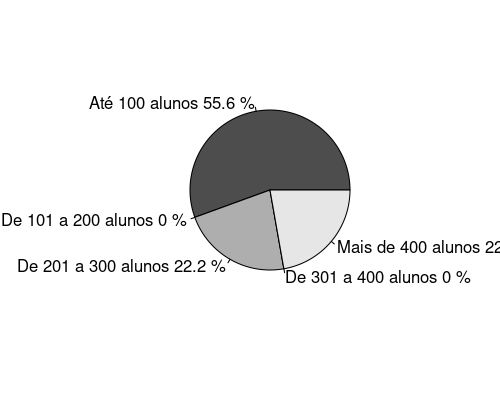 Até 100 alunos 55.6 %
De 101 a 200 alunos 0 %
De 201 a 300 alunos 22.2 %
De 301 a 400 alunos 0 %
Mais de 400 alunos 22